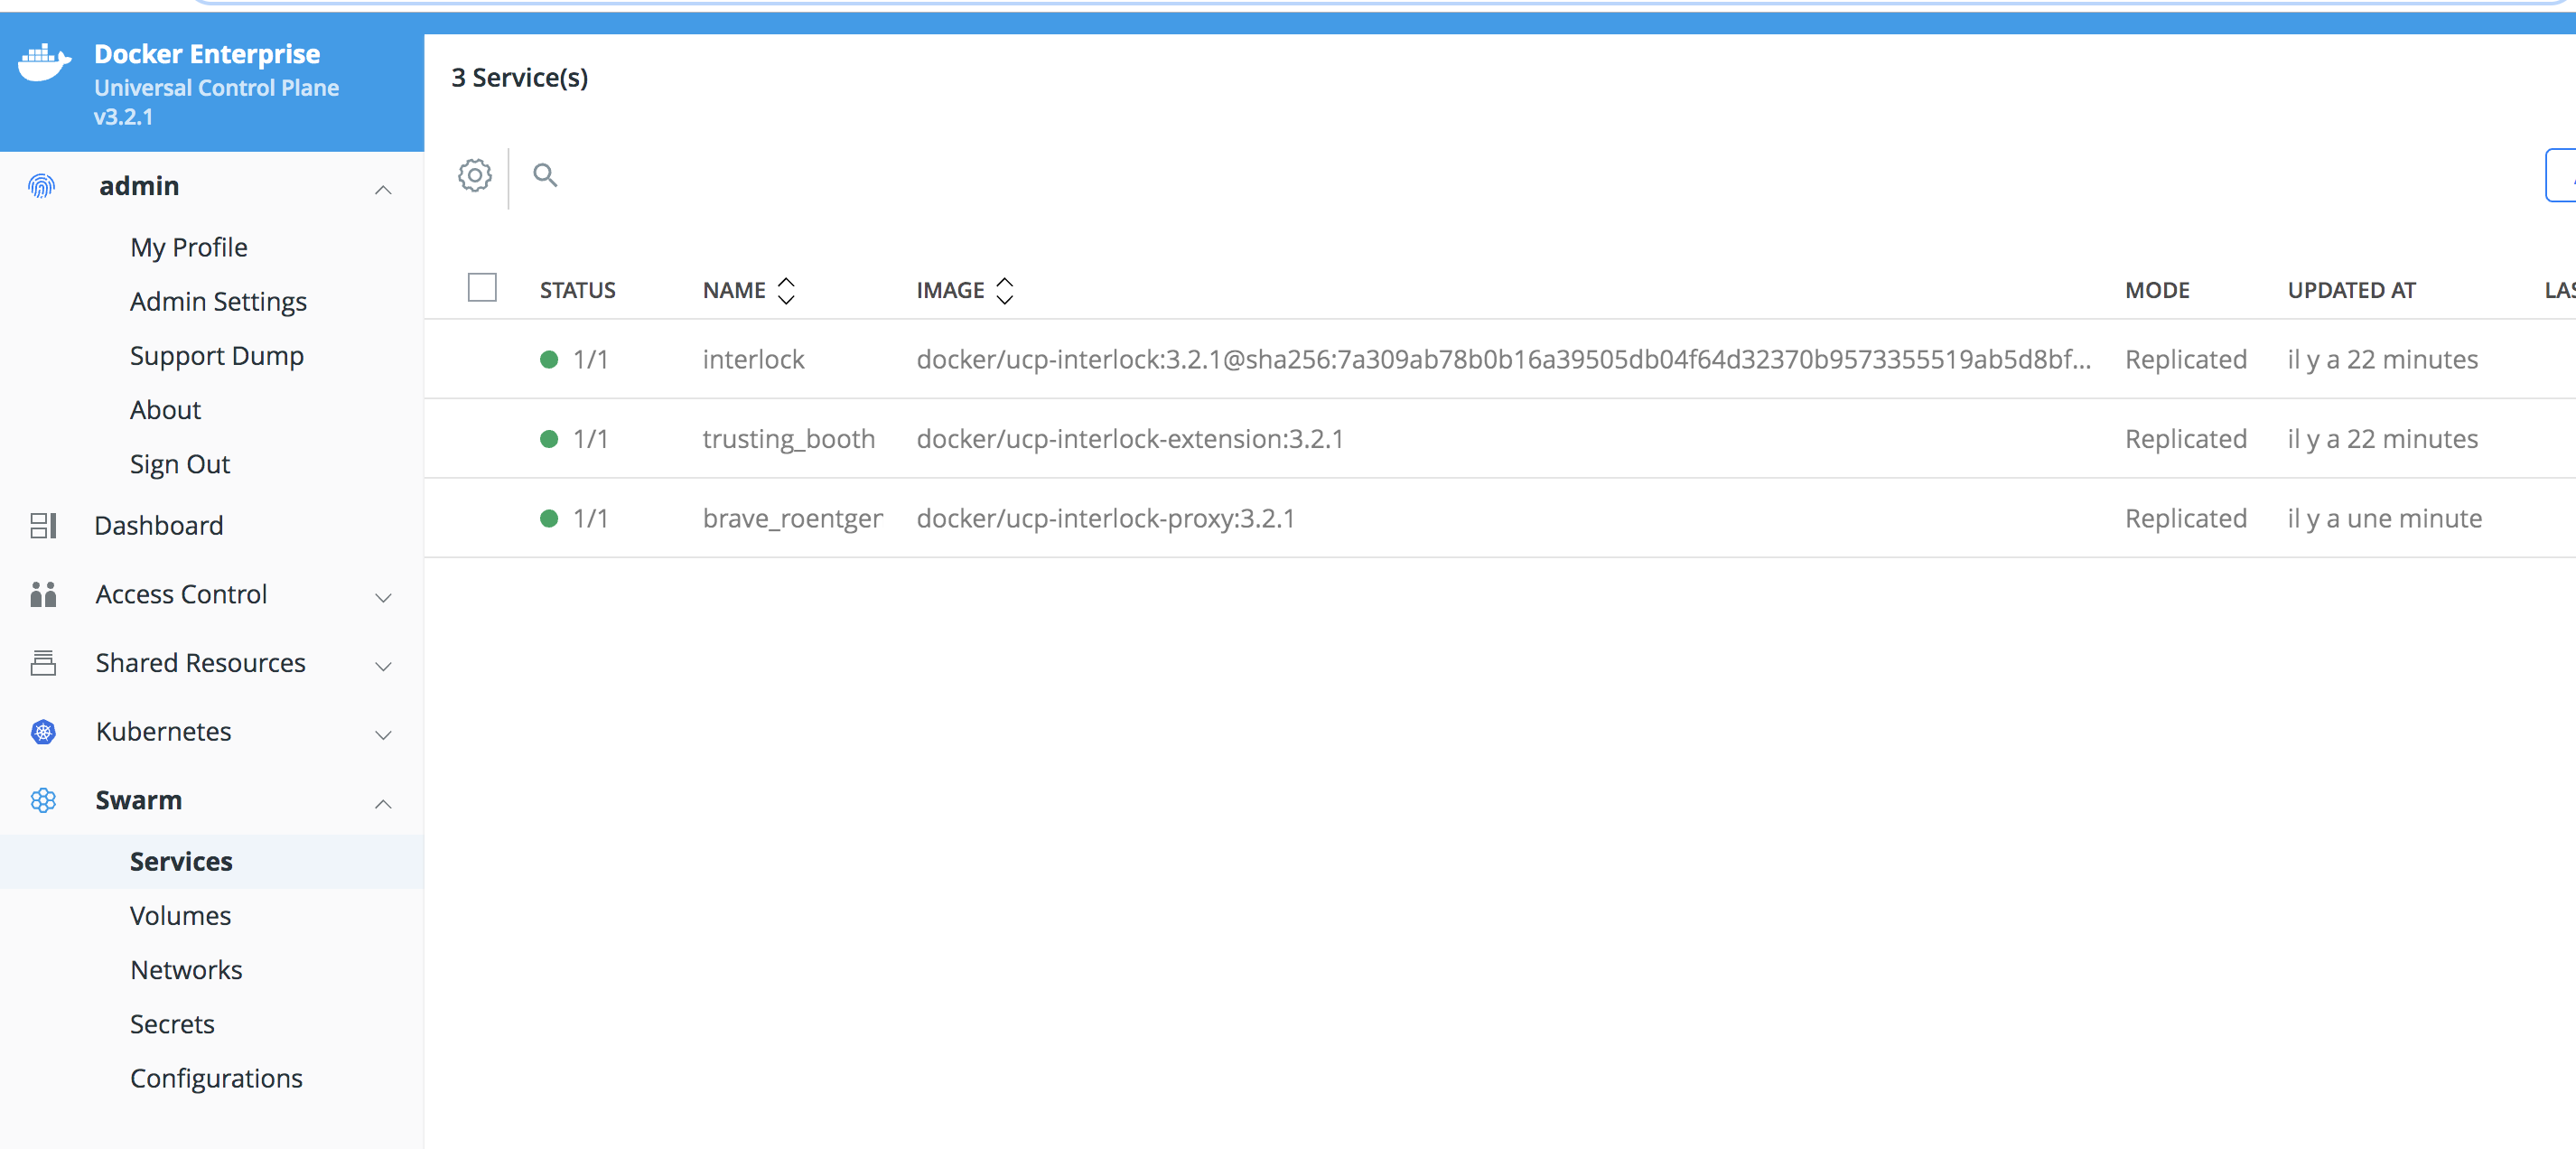 Docker Enterprise
Universal Control Plane
v3.2.1
admin
My Profile
Admin Settings
Support Dump
About
Sign Out
Dashboard
Access Control
Shared Resources
Kubernetes
Swarm
Services
Volumes
Networks
Secrets
Configurations
3 Service(s)
STATUS NAME IMAGE MODE UPDATED AT
1/1 interlock docker/ucp-interlock:3.2.1@sha256:7a309ab78b0b16a39505db04f64d32370b9573355519ab5d8bf... Replicated il y a 22 minutes
1/1 trusting_booth docker/ucp-interlock-extension:3.2.1 Replicated il y a 22 minutes
1/1 brave_roentger docker/ucp-interlock-proxy:3.2.1 Replicated il y a une minute